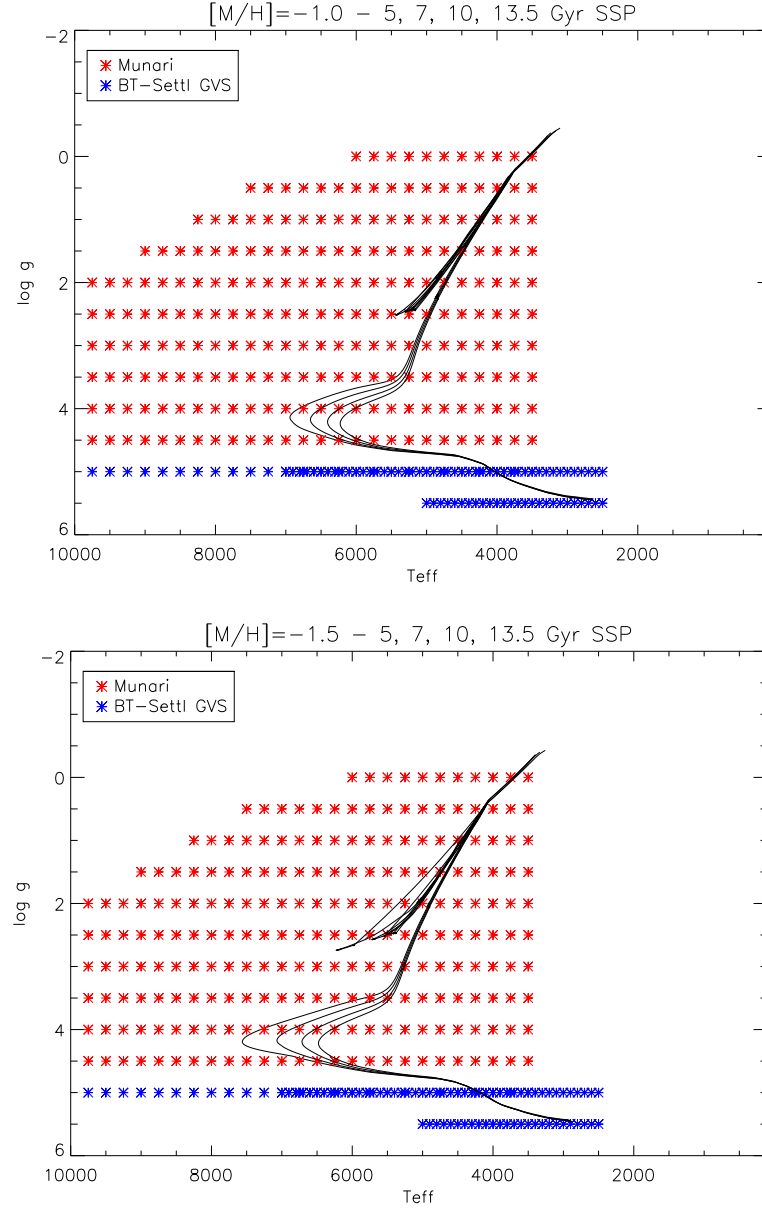 [M/H]=−1.0 − 5, 7, 10, 13.5 Gyr SSP
−2
Munari
BT−Settl GVS
0
2
4
6
log g
10000 8000 6000 4000 2000
Teff
[M/H]=−1.5 − 5, 7, 10, 13.5 Gyr SSP
−2
Munari
BT−Settl GVS
0
2
4
6
log g
10000 8000 6000 4000 2000
Teff